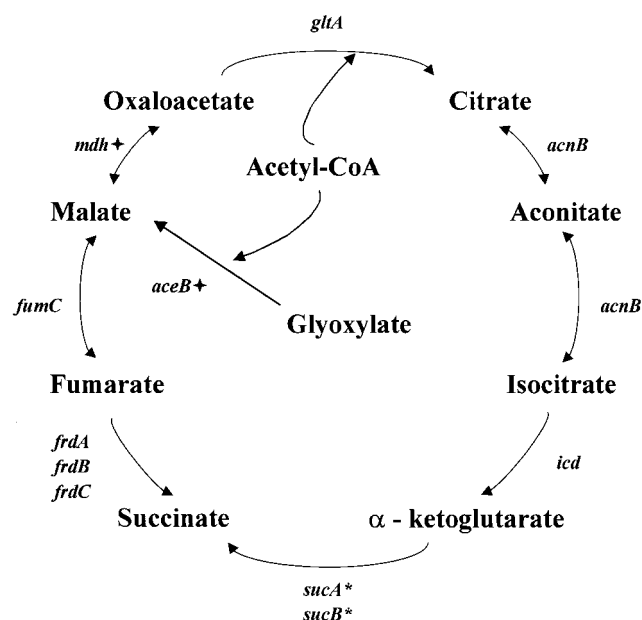 gltA
Oxaloacetate
Citrate
mdh✦
acnB
Acetyl-CoA
Malate
Aconitate
aceB✦
fumC
acnB
Glyoxylate
Fumarate
Isocitrate
frdA
frdB
frdC
icd
Succinate
α - ketoglutarate
sucA*
sucB*